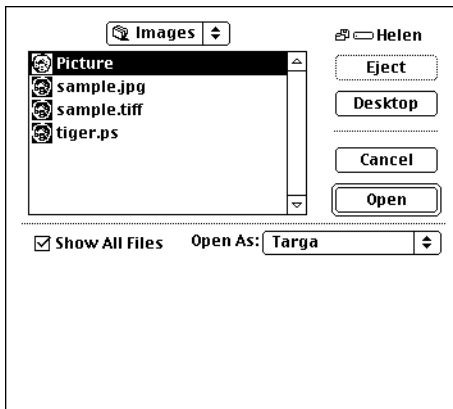 Images
Helen
Picture
sample.jpg
sample.tiff
tiger.ps
Eject
Desktop
Cancel
Open
Show All Files
Open As: Targa